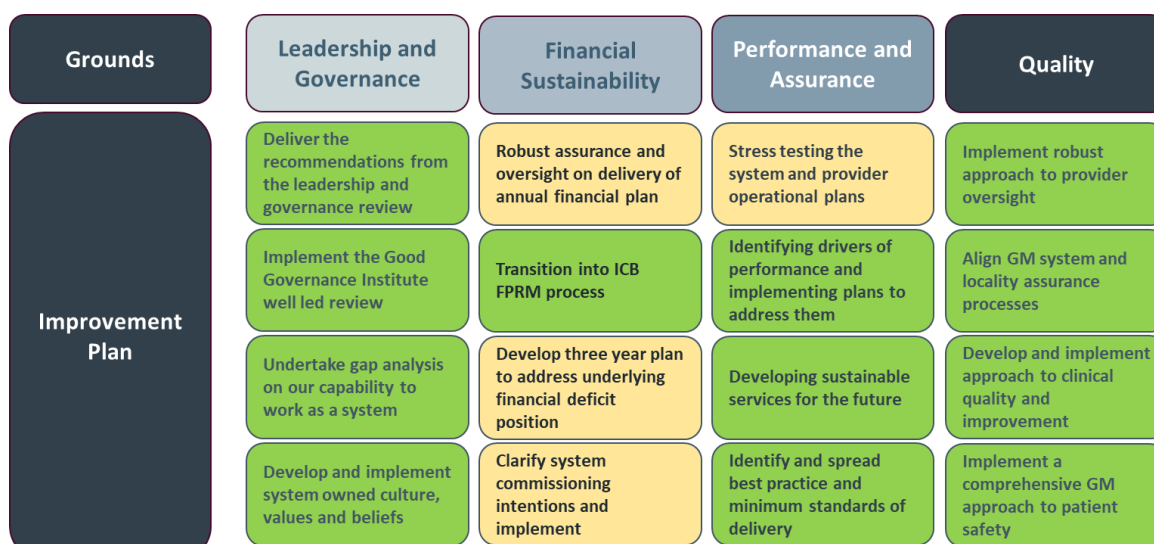 Grounds
Leadership and
Governance
Financial
Sustainability
Performance and
Assurance
Quality
Improvement
Plan
Deliver the
recommendations from
the leadership and
governance review
Robust assurance and
oversight on delivery of
annual financial plan
Stress testing the
system and provider
operational plans
Implement robust
approach to provider
oversight
Implement the Good
Governance Institute
well led review
Transition into ICB
FPRM process
Identifying drivers of
performance and
implementing plans to
address them
Align GM system and
locality assurance
processes
Undertake gap analysis
on our capability to
work as a system
Develop three year plan
to address underlying
financial deficit
position
Developing sustainable
services for the future
Develop and implement
approach to clinical
quality and
improvement
Develop and implement
system owned culture,
values and beliefs
Clarify system
commissioning
intentions and
implement
Identify and spread
best practice and
minimum standards of
delivery
Implement a
comprehensive GM
approach to patient
safety